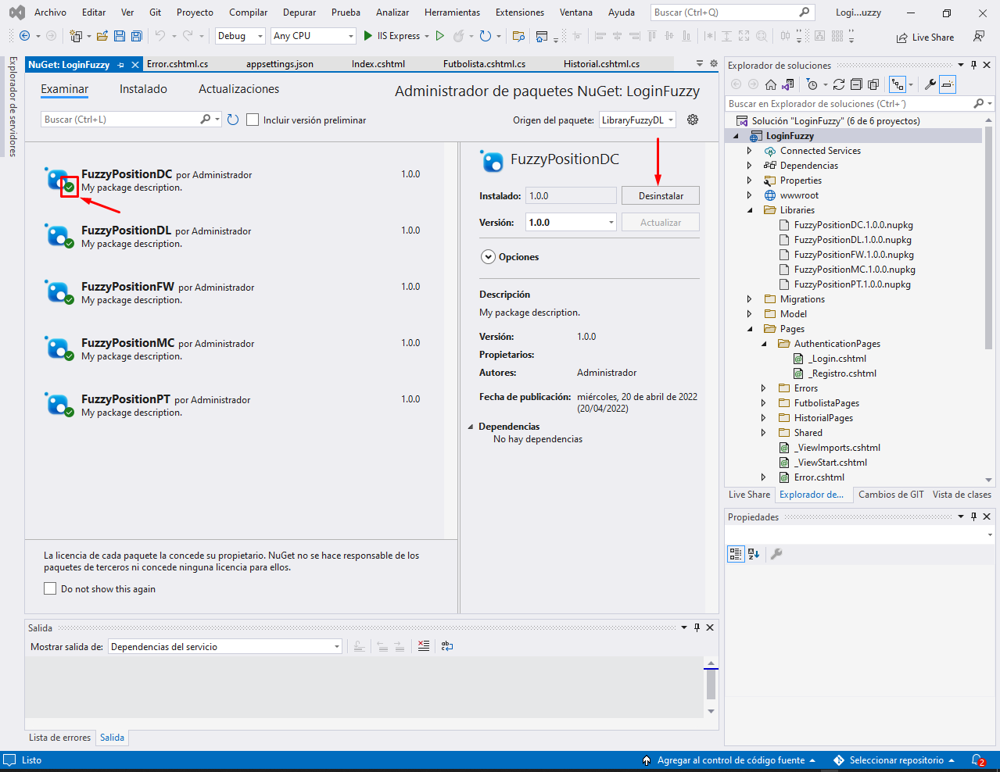 Archivo Editar Ver Git Proyecto Compilar Depurar Prueba Analizar Herramientas Extensiones Ventana Ayuda Buscar (Ctrl+Q) Logi...uzzy
Debug Any CPU IIS Express Live Share
Explorador de servidores
NuGet: LoginFuzzy Error.cshtml.cs appsettings.json Index.cshtml Futbolista.cshtml.cs Historial.cshtml.cs
Examinar Instalado Actualizaciones Administrador de paquetes NuGet: LoginFuzzy
Buscar (Ctrl+L) Incluir versión preliminar Origen del paquete: LibraryFuzzyDL
FuzzyPositionDC por Administrador 1.0.0
My package description.
FuzzyPositionDL por Administrador 1.0.0
My package description.
FuzzyPositionFW por Administrador 1.0.0
My package description.
FuzzyPositionMC por Administrador 1.0.0
My package description.
FuzzyPositionPT por Administrador 1.0.0
My package description.
La licencia de cada paquete la concede su propietario. NuGet no se hace responsable de los
paquetes de terceros ni concede ninguna licencia para ellos.
Do not show this again
FuzzyPositionDC
Instalado: 1.0.0 Desinstalar
Versión: 1.0.0 Actualizar
Opciones
Descripción
My package description.
Versión: 1.0.0
Propietarios:
Autores: Administrador
Fecha de publicación: miércoles, 20 de abril de 2022
(20/04/2022)
Dependencias
No hay dependencias
Explorador de soluciones
Buscar en Explorador de soluciones (Ctrl+´)
Solución "LoginFuzzy" (6 de 6 proyectos)
LoginFuzzy
Connected Services
Dependencias
Properties
wwwroot
Libraries
FuzzyPositionDC.1.0.0.nupkg
FuzzyPositionDL.1.0.0.nupkg
FuzzyPositionFW.1.0.0.nupkg
FuzzyPositionMC.1.0.0.nupkg
FuzzyPositionPT.1.0.0.nupkg
Migrations
Model
Pages
AuthenticationPages
_Login.cshtml
_Registro.cshtml
Errors
FutbolistaPages
HistorialPages
Shared
_ViewImports.cshtml
_ViewStart.cshtml
Error.cshtml
Live Share Explorador de... Cambios de GIT Vista de clases
Propiedades
Salida
Mostrar salida de: Dependencias del servicio
Lista de errores Salida
Listo Agregar al control de código fuente Seleccionar repositorio 2